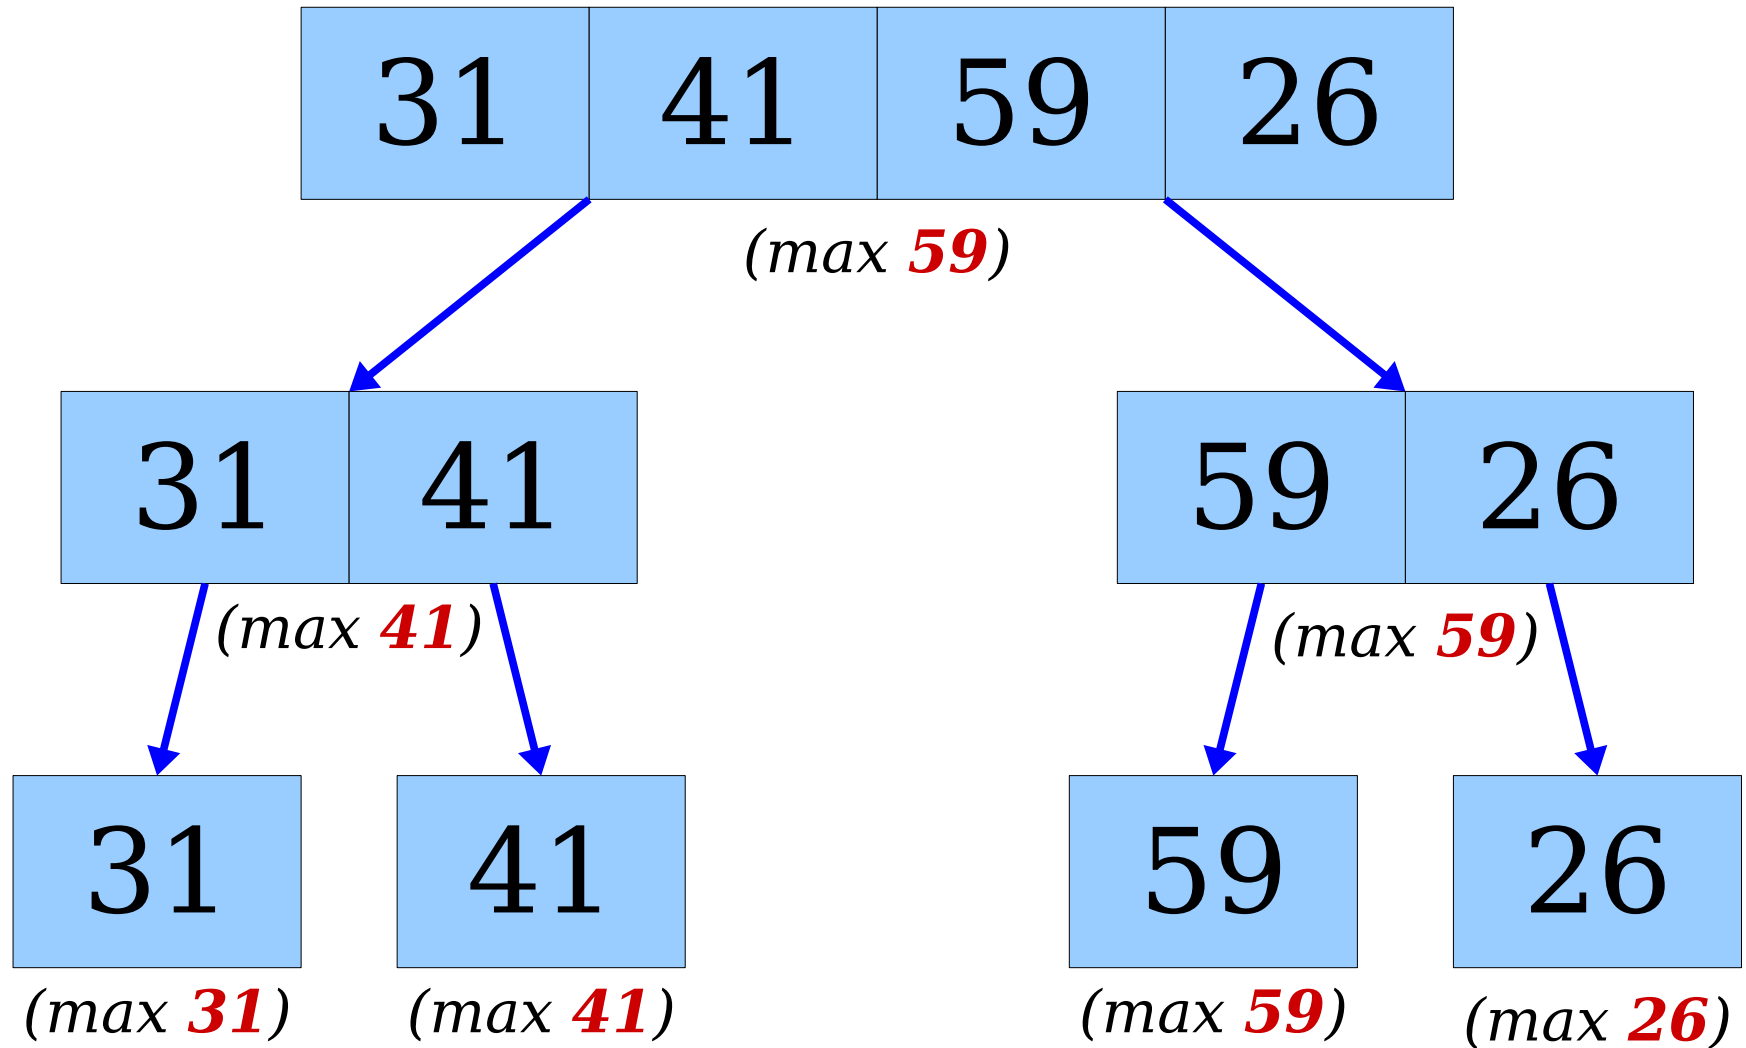 31 41 59 26
(max 59)
31 41
59 26
(max 41)
(max 59)
31
41
59
26
(max 31)
(max 41)
(max 59)
(max 26)